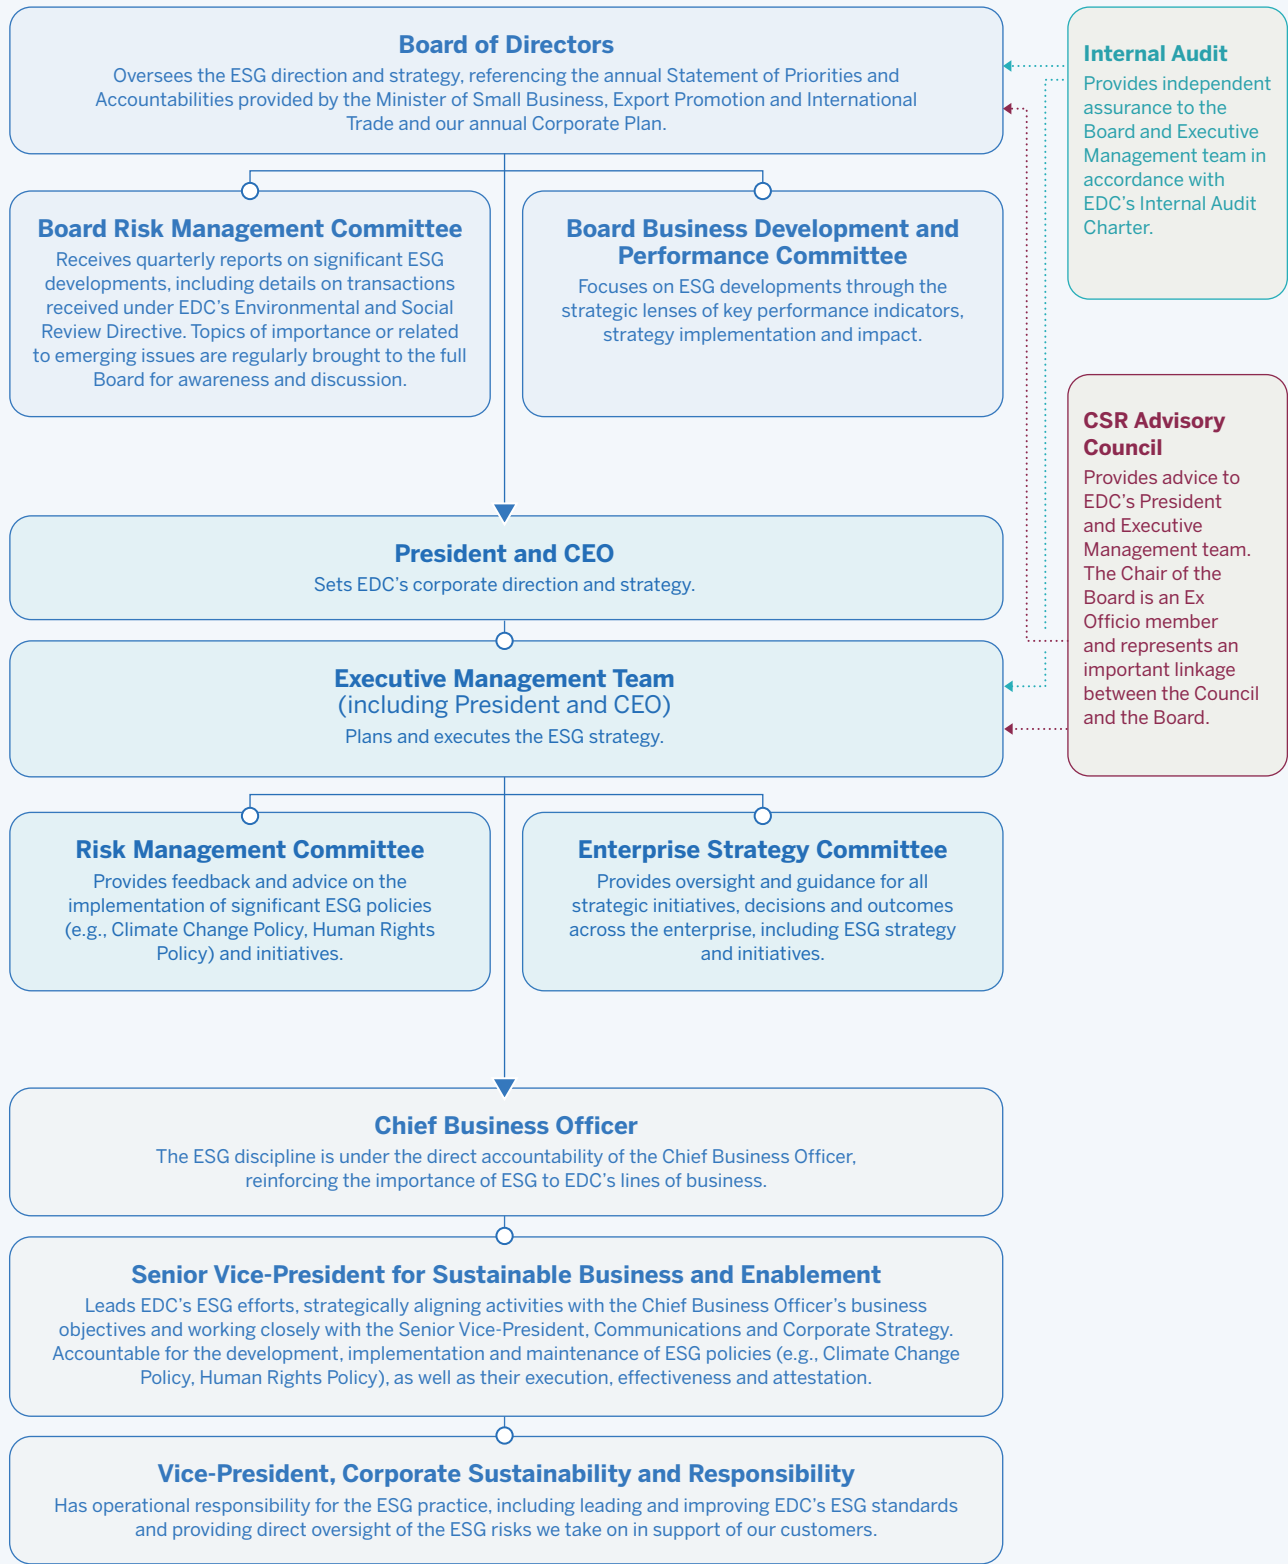 Board of Directors
Oversees the ESG direction and strategy, referencing the annual Statement of Priorities and
Accountabilities provided by the Minister of Small Business, Export Promotion and International
Trade and our annual Corporate Plan.
Internal Audit
Provides independent
assurance to the
Board and Executive
Management team in
accordance with
EDC’s Internal Audit
Charter.
Board Risk Management Committee
Receives quarterly reports on significant ESG
developments, including details on transactions
received under EDC’s Environmental and Social
Review Directive. Topics of importance or related
to emerging issues are regularly brought to the full
Board for awareness and discussion.
Board Business Development and
Performance Committee
Focuses on ESG developments through the
strategic lenses of key performance indicators,
strategy implementation and impact.
CSR Advisory
Council
Provides advice to
EDC’s President
and Executive
Management team.
The Chair of the
Board is an Ex
Officio member
and represents an
important linkage
between the Council
and the Board.
President and CEO
Sets EDC’s corporate direction and strategy.
Executive Management Team
(including President and CEO)
Plans and executes the ESG strategy.
Risk Management Committee
Provides feedback and advice on the
implementation of significant ESG policies
(e.g., Climate Change Policy, Human Rights
Policy) and initiatives.
Enterprise Strategy Committee
Provides oversight and guidance for all
strategic initiatives, decisions and outcomes
across the enterprise, including ESG strategy
and initiatives.
Chief Business Officer
The ESG discipline is under the direct accountability of the Chief Business Officer,
reinforcing the importance of ESG to EDC’s lines of business.
Senior Vice-President for Sustainable Business and Enablement
Leads EDC’s ESG efforts, strategically aligning activities with the Chief Business Officer’s business
objectives and working closely with the Senior Vice-President, Communications and Corporate Strategy.
Accountable for the development, implementation and maintenance of ESG policies (e.g., Climate Change
Policy, Human Rights Policy), as well as their execution, effectiveness and attestation.
Vice-President, Corporate Sustainability and Responsibility
Has operational responsibility for the ESG practice, including leading and improving EDC’s ESG standards
and providing direct oversight of the ESG risks we take on in support of our customers.